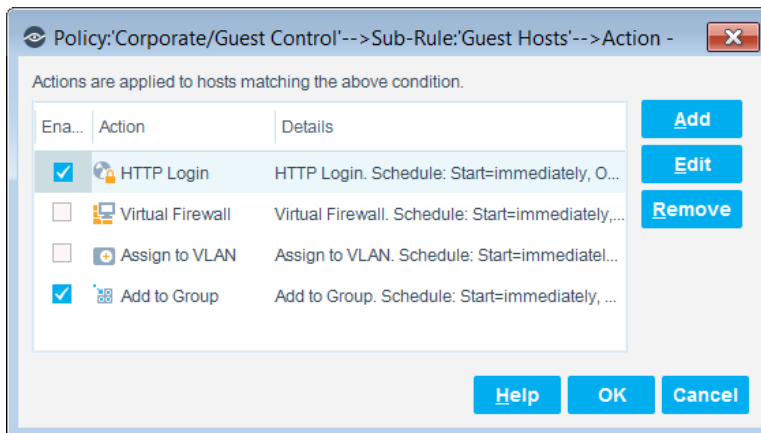 Policy:'Corporate/Guest Control'-->Sub-Rule:'Guest Hosts'-->Action -
Actions are applied to hosts matching the above condition.
Ena... Action Details
HTTP Login HTTP Login. Schedule: Start=immediately, O...
Virtual Firewall Virtual Firewall. Schedule: Start=immediately,...
Assign to VLAN Assign to VLAN. Schedule: Start=immediatel...
Add to Group Add to Group. Schedule: Start=immediately, ...
Add
Edit
Remove
Help OK Cancel